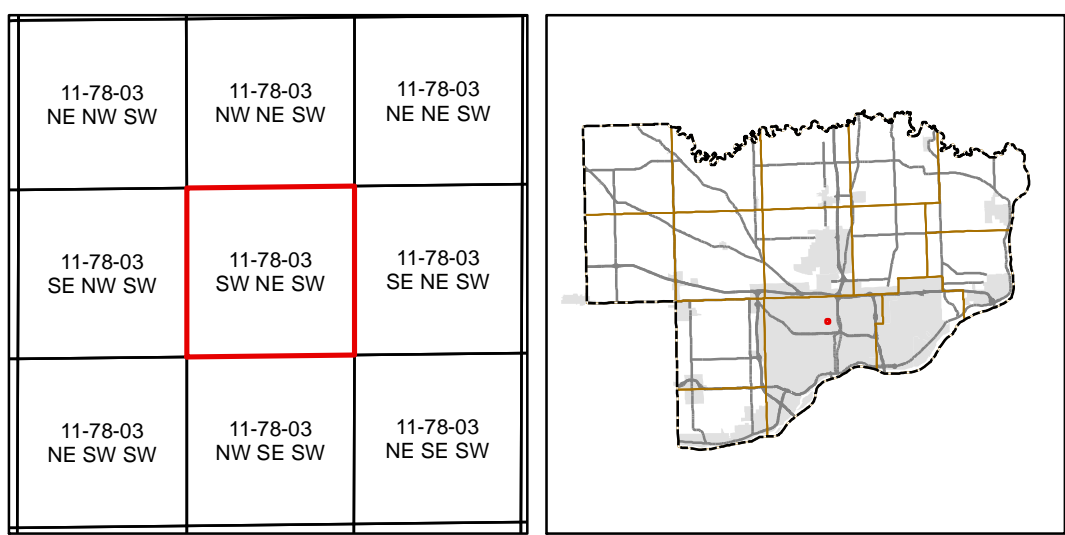 11-78-03
NE NW SW
11-78-03
NW NE SW
11-78-03
NE NE SW
11-78-03
SE NW SW
11-78-03
SW NE SW
11-78-03
SE NE SW
11-78-03
NE SW SW
11-78-03
NW SE SW
11-78-03
NE SE SW